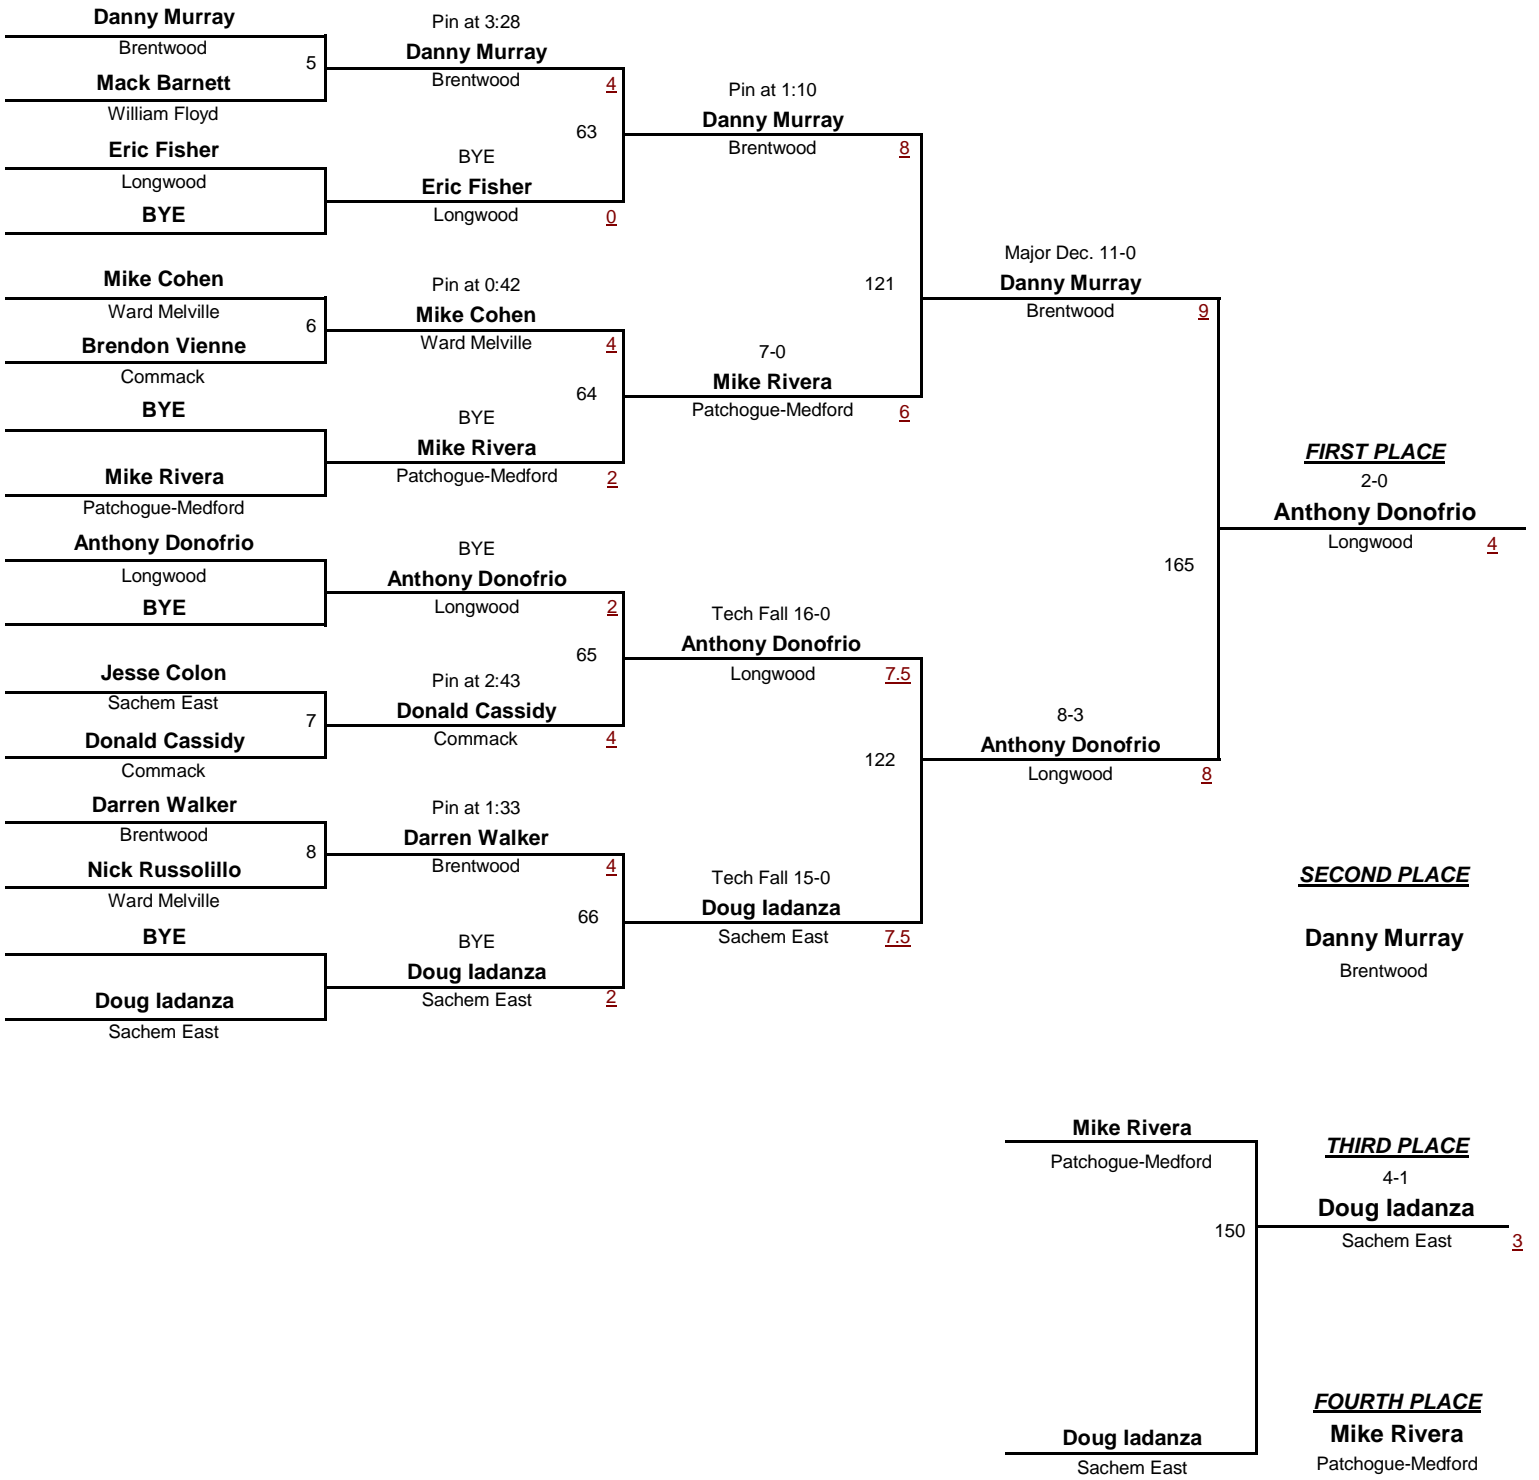 Danny Murray
Brentwood
5
Mack Barnett
William Floyd
Eric Fisher
Longwood
BYE
Mike Cohen
Ward Melville
6
Brendon Vienne
Commack
BYE
Mike Rivera
Patchogue-Medford
Anthony Donofrio
Longwood
BYE
Jesse Colon
Sachem East
7
Donald Cassidy
Commack
Darren Walker
Brentwood
8
Nick Russolillo
Ward Melville
BYE
Doug Iadanza
Sachem East
Pin at 3:28
Danny Murray
Brentwood 4
63
BYE
Eric Fisher
Longwood 0
Pin at 0:42
Mike Cohen
Ward Melville 4
64
BYE
Mike Rivera
Patchogue-Medford 2
BYE
Anthony Donofrio
Longwood 2
65
Pin at 2:43
Donald Cassidy
Commack 4
Pin at 1:33
Darren Walker
Brentwood 4
66
BYE
Doug Iadanza
Sachem East 2
Pin at 1:10
Danny Murray
Brentwood 8
121
7-0
Mike Rivera
Patchogue-Medford 6
Tech Fall 16-0
Anthony Donofrio
Longwood 7.5
122
Tech Fall 15-0
Doug Iadanza
Sachem East 7.5
Major Dec. 11-0
Danny Murray
Brentwood 9
165
8-3
Anthony Donofrio
Longwood 8
FIRST PLACE
2-0
Anthony Donofrio
Longwood 4
SECOND PLACE
Danny Murray
Brentwood
Mike Rivera
Patchogue-Medford
150
Doug Iadanza
Sachem East
THIRD PLACE
4-1
Doug Iadanza
Sachem East 3
FOURTH PLACE
Mike Rivera
Patchogue-Medford